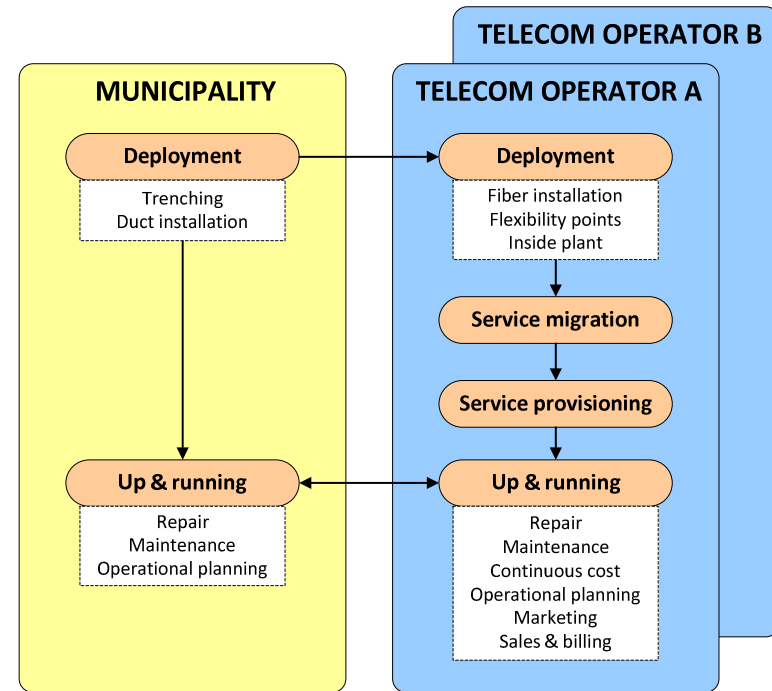 TELECOM OPERATOR B
MUNICIPALITY
TELECOM OPERATOR A
Deployment
Trenching
Duct installation
Deployment
Fiber installation
Flexibility points
Inside plant
Service migration
Service provisioning
Up & running
Repair
Maintenance
Operational planning
Up & running
Repair
Maintenance
Continuous cost
Operational planning
Marketing
Sales & billing